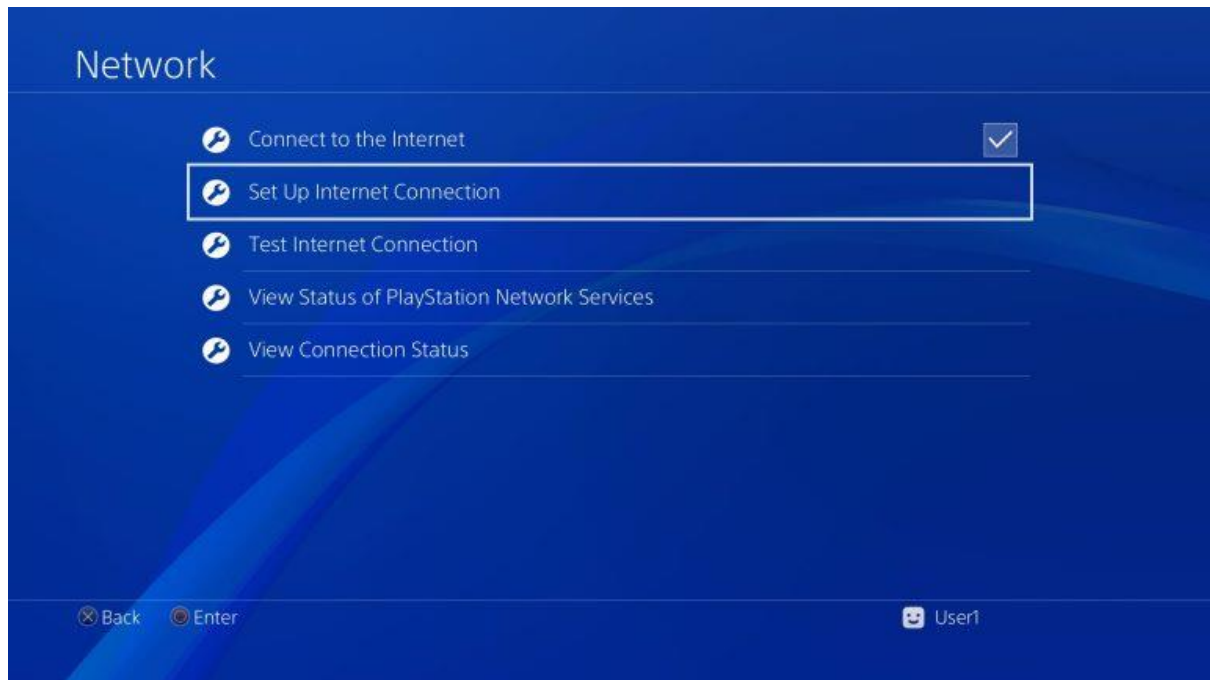 Network
Connect to the Internet
Set Up Internet Connection
Test Internet Connection
View Status of PlayStation Network Services
View Connection Status
Back Enter User1